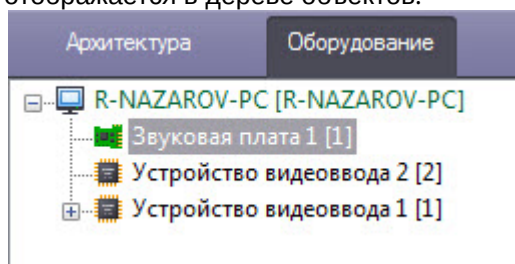 отображается в дереве объектов.
Архитектура Оборудование
R-NAZAROV-PC [R-NAZAROV-PC]
Звуковая плата 1 [1]
Устройство видеоввода 2 [2]
Устройство видеоввода 1 [1]